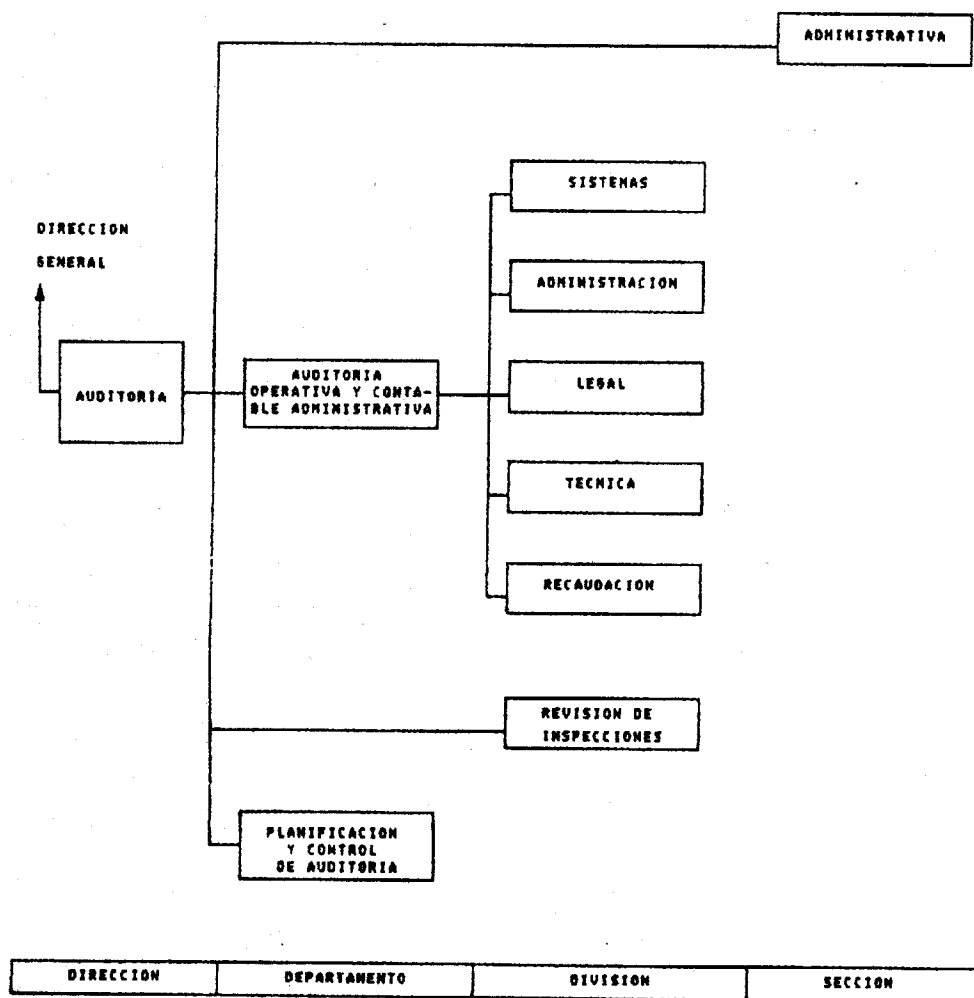 ADMINISTRATIVA
SISTEMAS
DIRECCION
GENERAL
ADMINISTRACION
AUDITORIA
AUDITORIA
OPERATIVA Y CONTA-
BLE ADMINISTRATIVA
LEGAL
TECNICA
RECAUDACION
REVISION DE
INSPECCIONES
PLANIFICACION
Y CONTROL
DE AUDITORIA
DIRECCION DEPARTAMENTO DIVISION SECCION